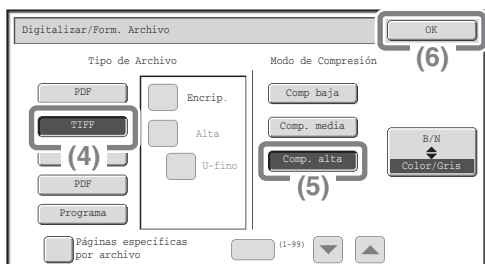 Digitalizar/Form. Archivo
OK
(6)
Tipo de Archivo
Modo de Compresión
PDF
Encrip.
Comp baja
TIFF
Alta
Comp. media
B/N
(4)
U-fino
Comp. alta
Color/Gris
(5)
PDF
Programa
Páginas específicas
por archivo
(1-99)